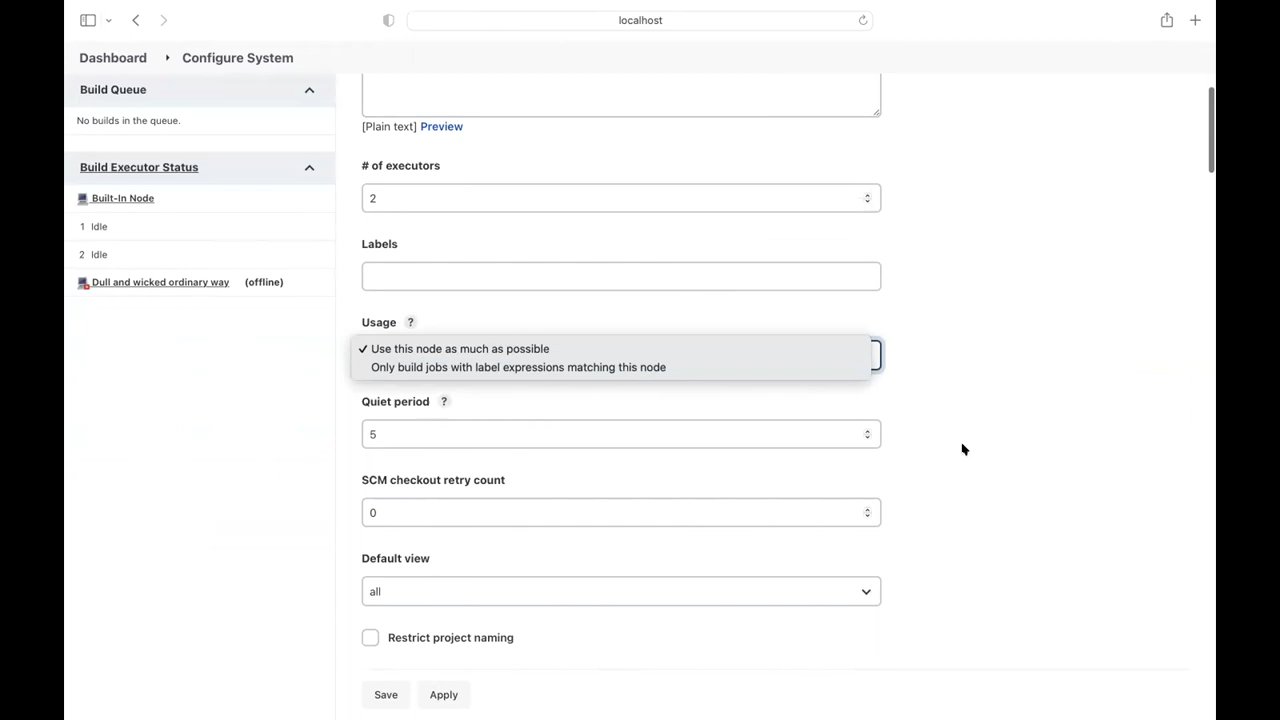 localhost
Dashboard
Configure System
Build Queue
No builds in the queue.
Build Executor Status
Built-In Node
1 Idle
2 Idle
Dull and wicked ordinary way (offline)
[Plain text] Preview
# of executors
2
Labels
Usage ?
✓ Use this node as much as possible
Only build jobs with label expressions matching this node
Quiet period ?
5
SCM checkout retry count
0
Default view
all
Restrict project naming
Save
Apply